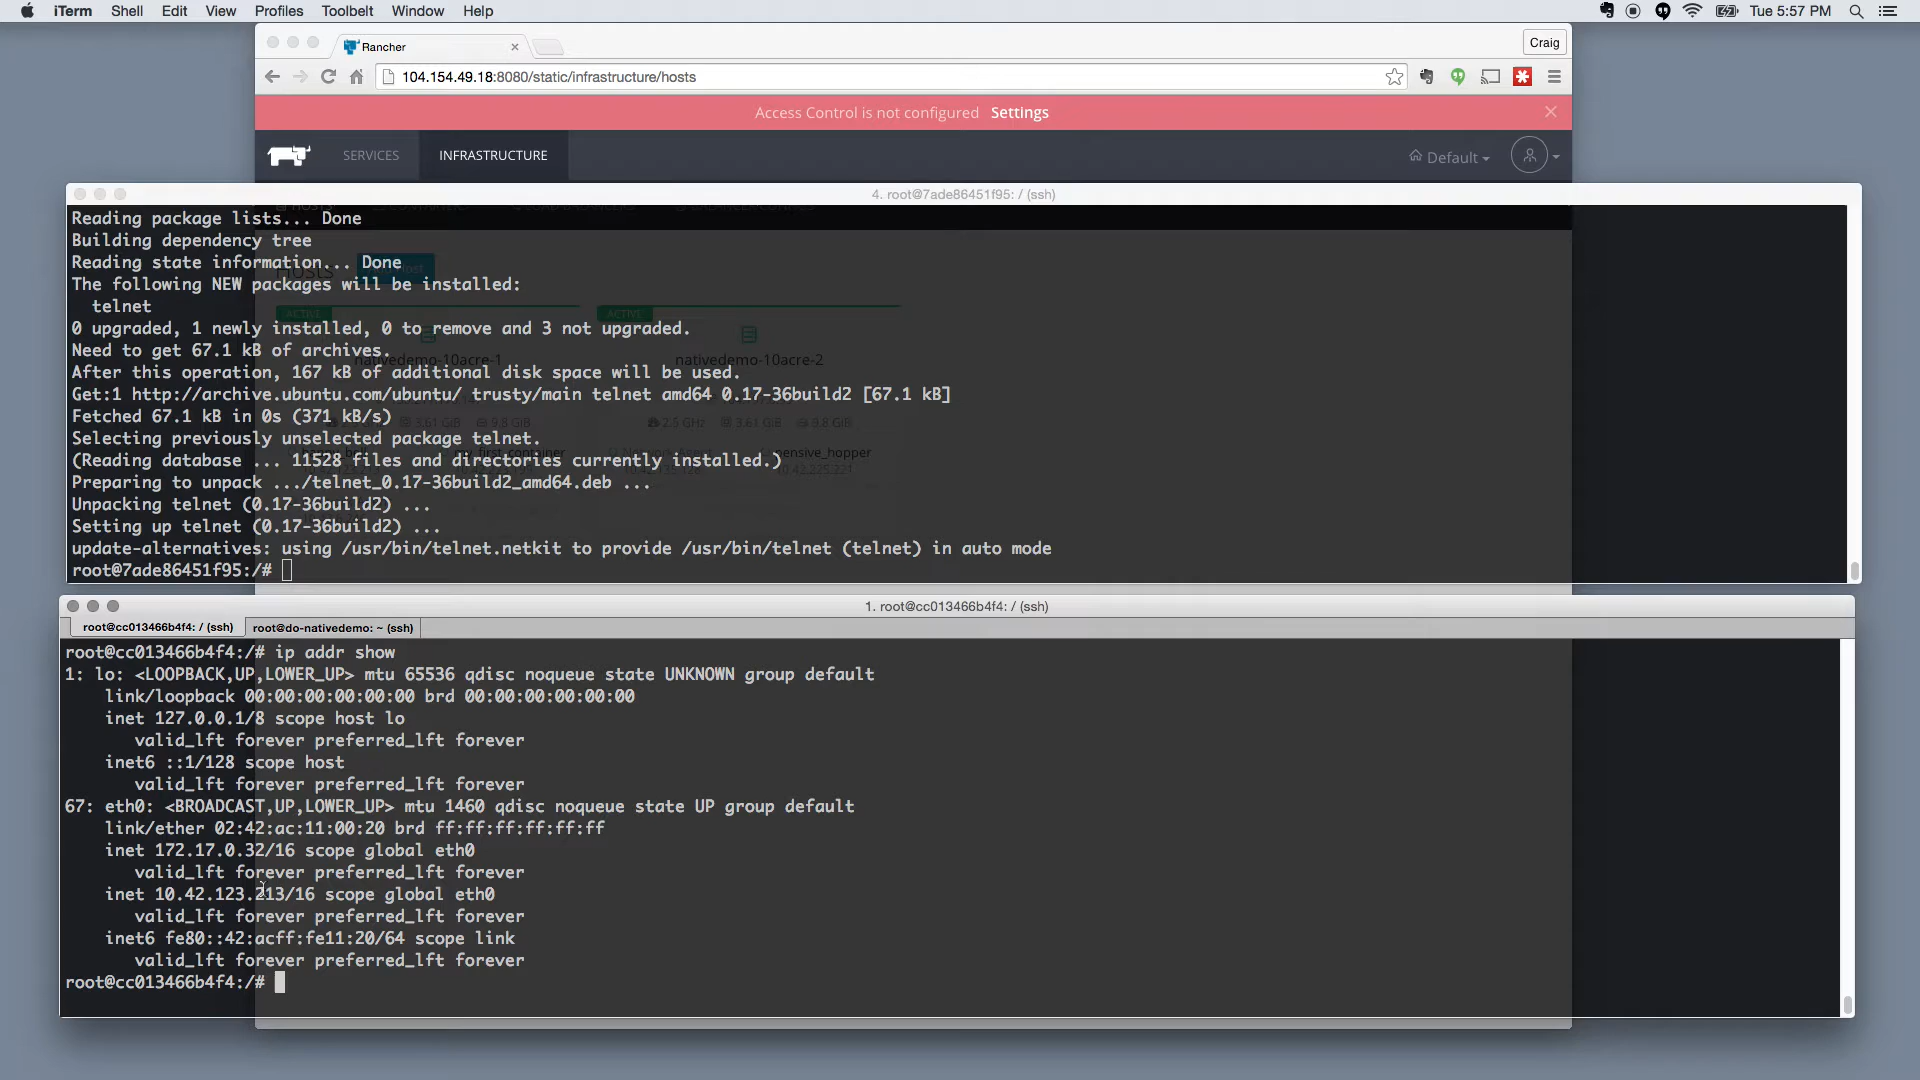 iTerm Shell Edit View Profiles Toolbelt Window Help Tue 5:57 PM
Rancher
Craig
104.154.49.18:8080/static/infrastructure/hosts
Access Control is not configured Settings
SERVICES INFRASTRUCTURE Default
4. root@7ade86451f95: / (ssh)
Reading package lists... Done
Building dependency tree
Reading state information... Done
Hosts
The following NEW packages will be installed:
telnet
ACTIVE ACTIVE
0 upgraded, 1 newly installed, 0 to remove and 3 not upgraded.
Need to get 67.1 kB of archives.
nativedemo-10acre-1 nativedemo-10acre-2
After this operation, 167 kB of additional disk space will be used.
Get:1 http://archive.ubuntu.com/ubuntu/ trusty/main telnet amd64 0.17-36build2 [67.1 kB]
Fetched 67.1 kB in 0s (371 kB/s)
3.61 GiB 9.8 GiB 2.5 GHz 3.61 GiB 9.8 GiB
Selecting previously unselected package telnet.
(Reading database ... 11528 files and directories currently installed.)
Preparing to unpack .../telnet_0.17-36build2_amd64.deb ...
Unpacking telnet (0.17-36build2) ...
Setting up telnet (0.17-36build2) ...
update-alternatives: using /usr/bin/telnet.netkit to provide /usr/bin/telnet (telnet) in auto mode
root@7ade86451f95:/#
1. root@cc013466b4f4: / (ssh)
root@cc013466b4f4: / (ssh) root@do-nativedemo: ~ (ssh)
root@cc013466b4f4:/# ip addr show
1: lo: <LOOPBACK,UP,LOWER_UP> mtu 65536 qdisc noqueue state UNKNOWN group default
link/loopback 00:00:00:00:00:00 brd 00:00:00:00:00:00
inet 127.0.0.1/8 scope host lo
valid_lft forever preferred_lft forever
inet6 ::1/128 scope host
valid_lft forever preferred_lft forever
67: eth0: <BROADCAST,UP,LOWER_UP> mtu 1460 qdisc noqueue state UP group default
link/ether 02:42:ac:11:00:20 brd ff:ff:ff:ff:ff:ff
inet 172.17.0.32/16 scope global eth0
valid_lft forever preferred_lft forever
inet 10.42.123.213/16 scope global eth0
valid_lft forever preferred_lft forever
inet6 fe80::42:acff:fe11:20/64 scope link
valid_lft forever preferred_lft forever
root@cc013466b4f4:/#